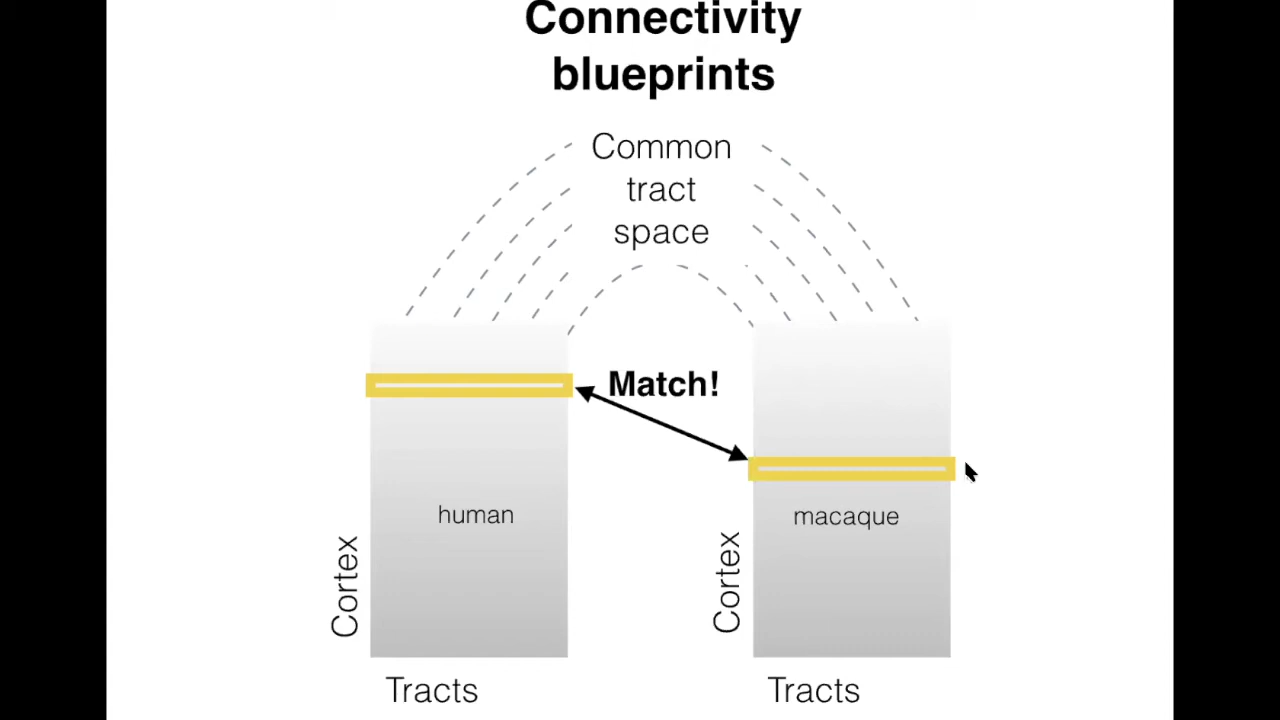 Connectivity
blueprints
Common
tract
space
Match!
human
macaque
Cortex
Cortex
Tracts
Tracts